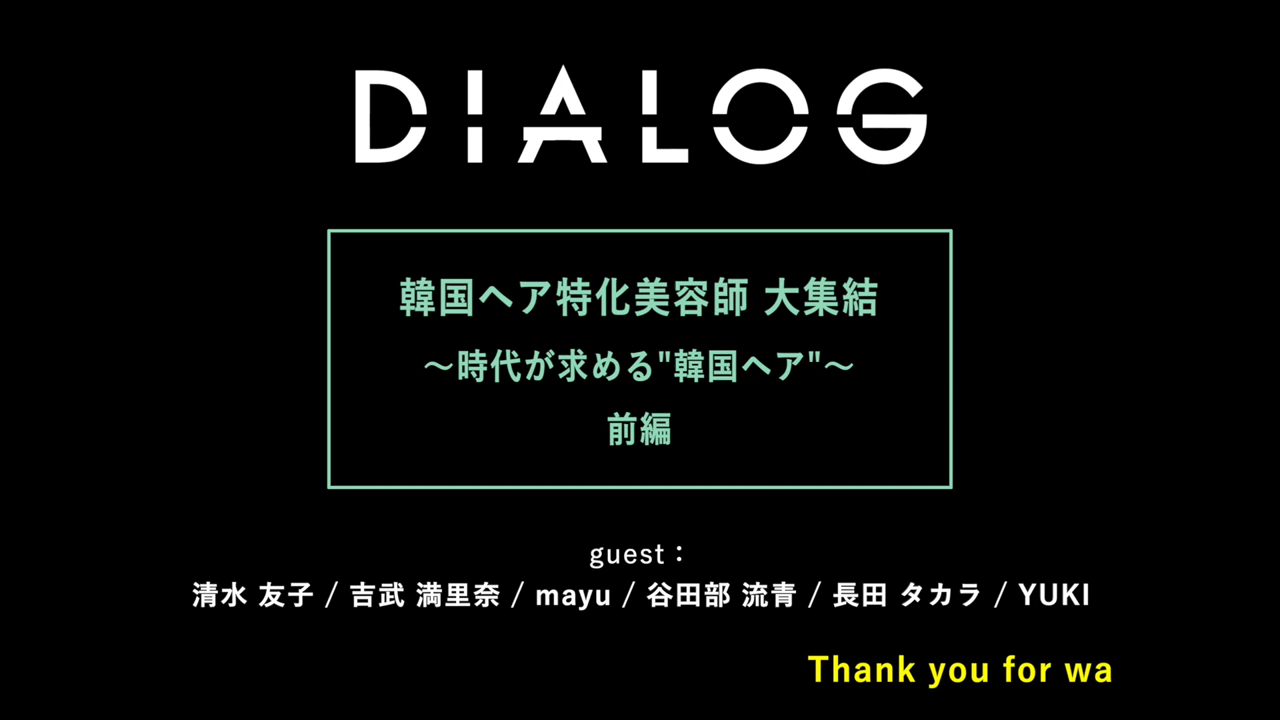 DIALOG
韓国ヘア特化美容師 大集結
～時代が求める"韓国ヘア"～
前編
guest：
清水 友子 / 吉武 満里奈 / mayu / 谷田部 流青 / 長田 タカラ / YUKI
Thank you for wa